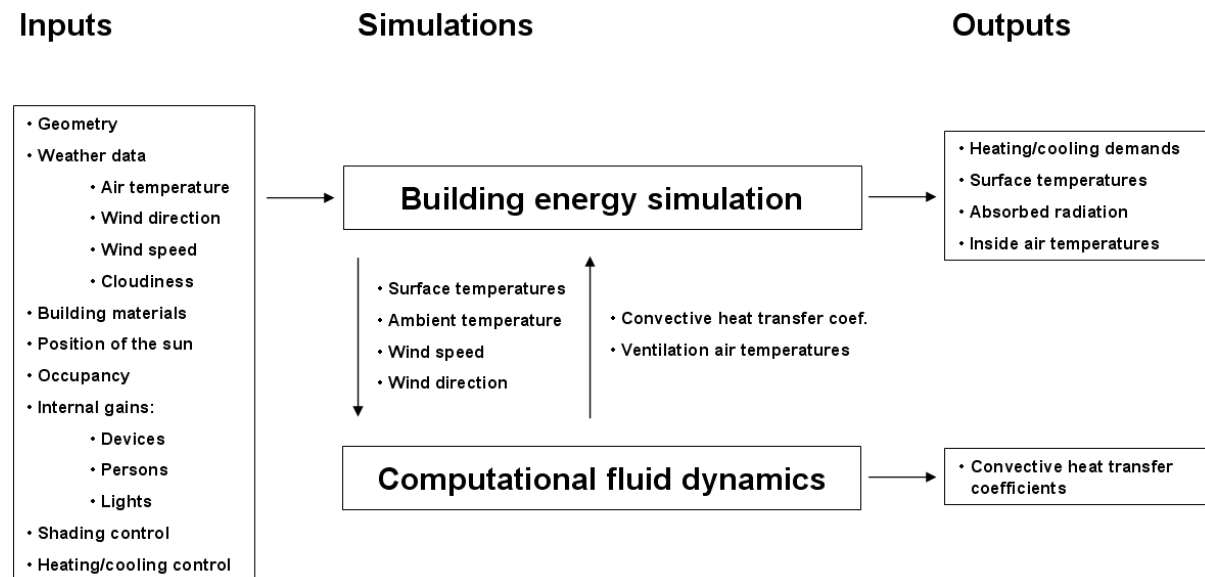 Inputs
Simulations
Outputs
• Geometry
• Weather data
• Air temperature
• Wind direction
• Wind speed
• Cloudiness
• Building materials
• Position of the sun
• Occupancy
• Internal gains:
• Devices
• Persons
• Lights
• Shading control
• Heating/cooling control
Building energy simulation
• Surface temperatures
• Ambient temperature
• Wind speed
• Wind direction
• Convective heat transfer coef.
• Ventilation air temperatures
Computational fluid dynamics
• Heating/cooling demands
• Surface temperatures
• Absorbed radiation
• Inside air temperatures
• Convective heat transfer
coefficients